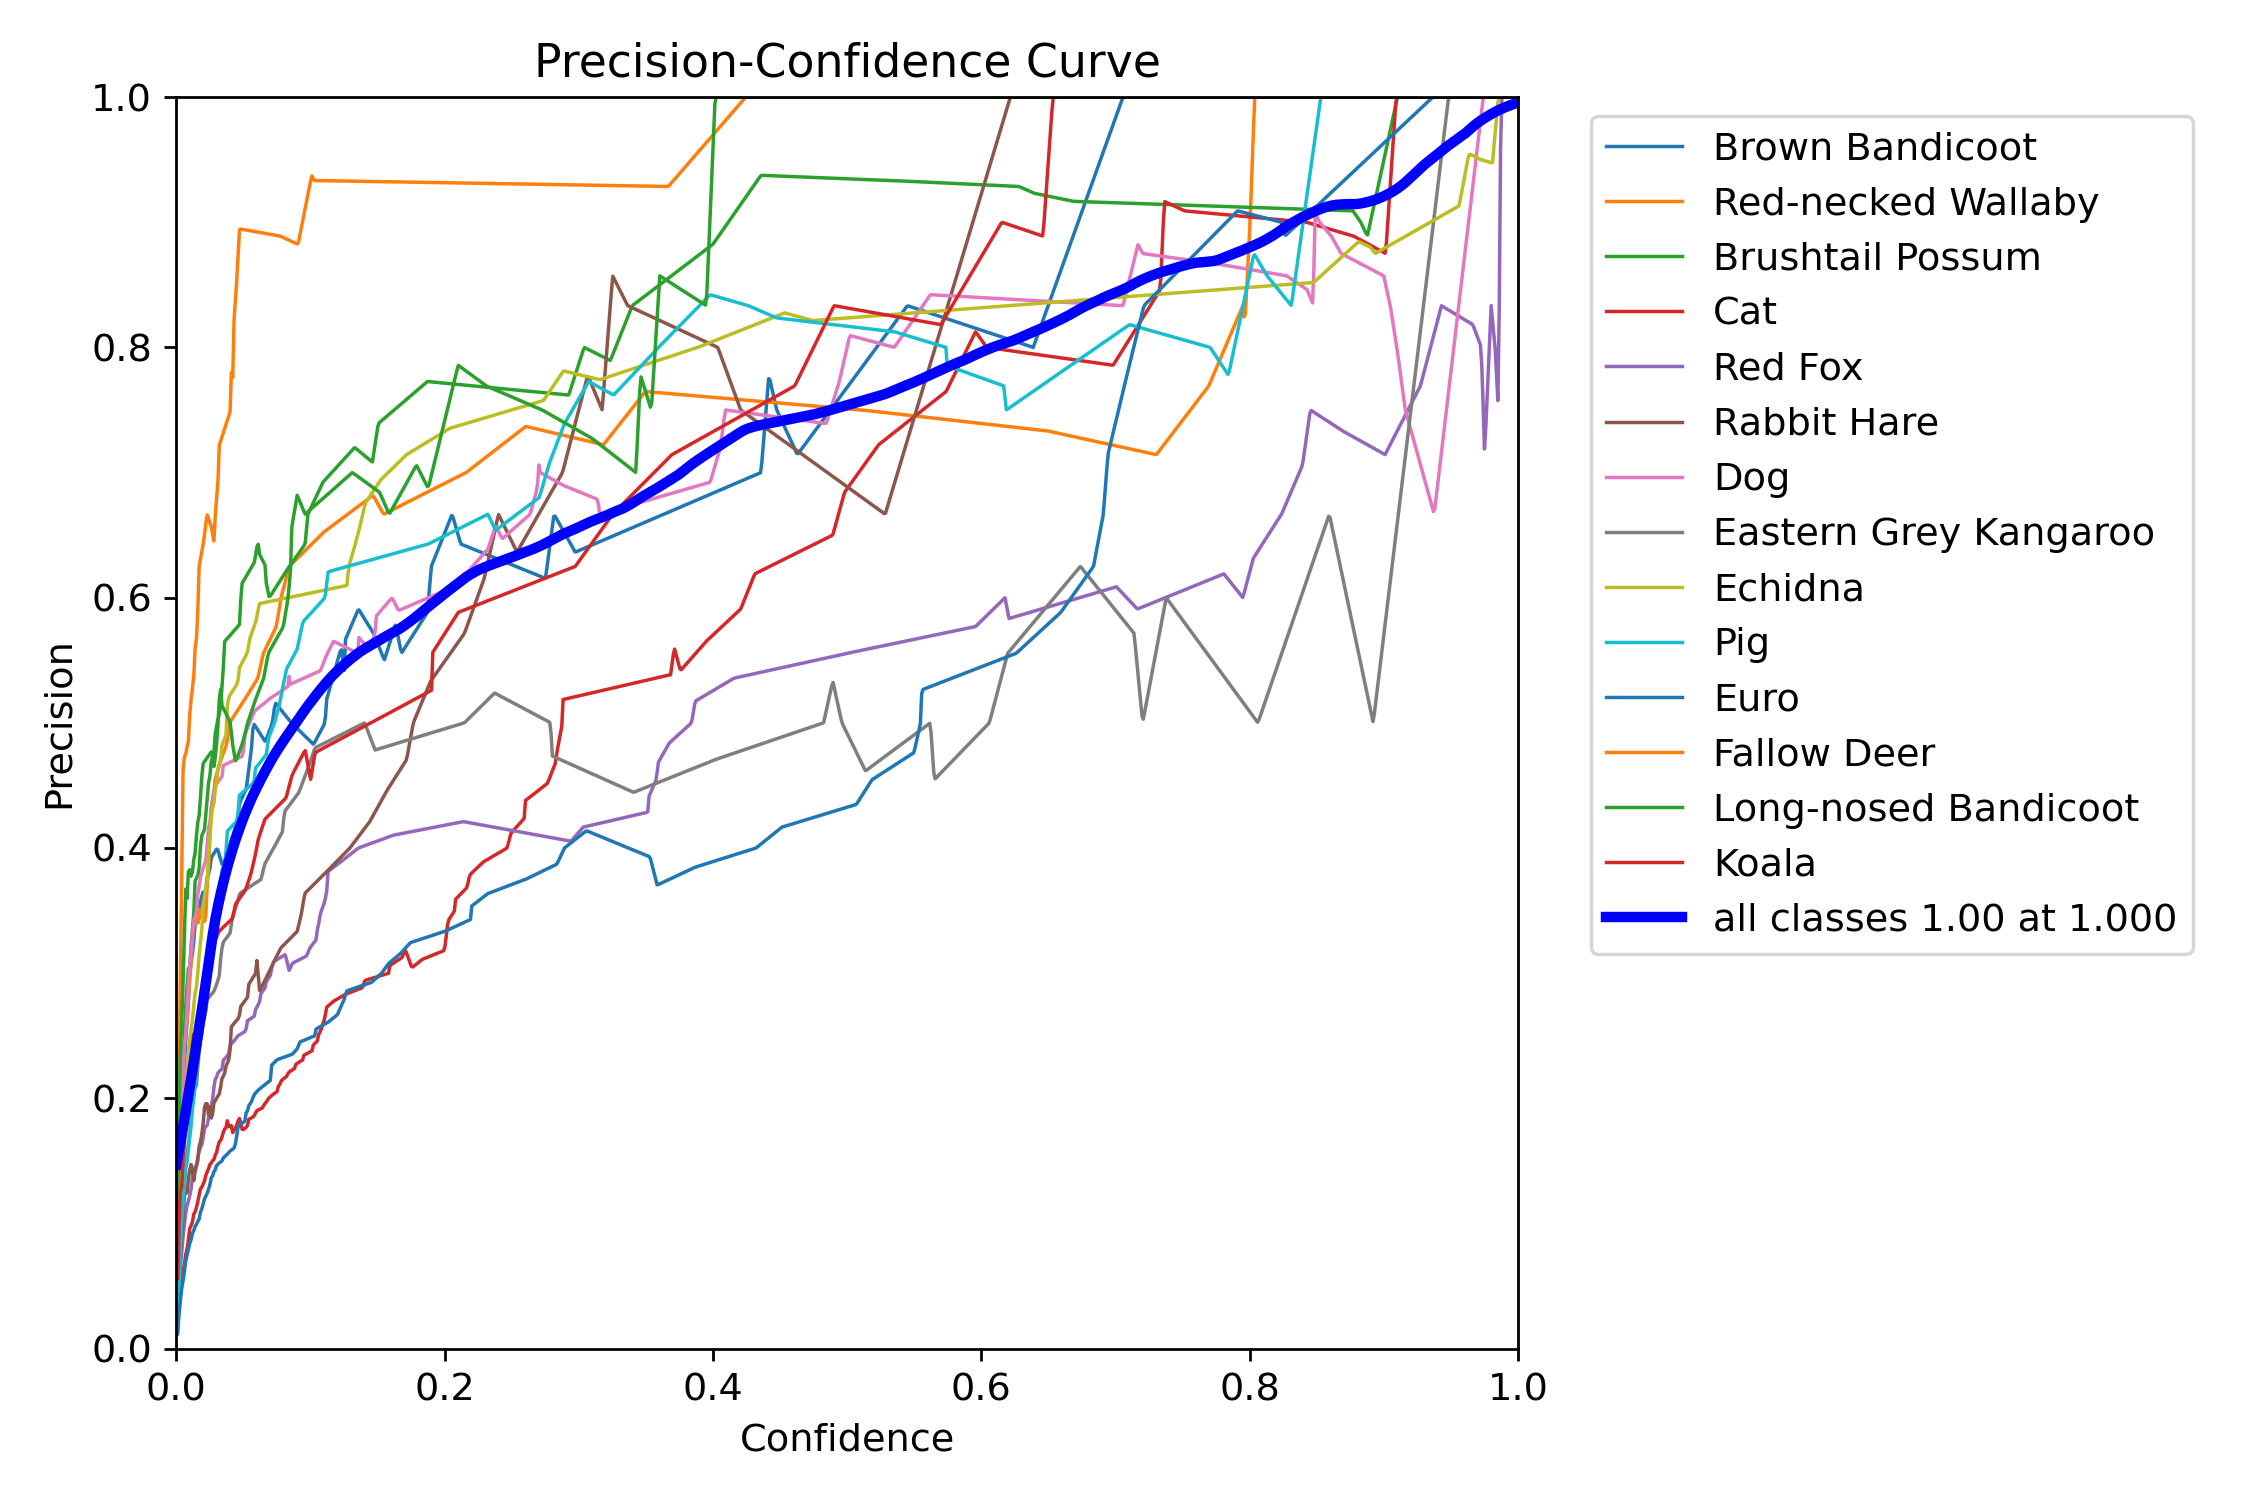 Precision-Confidence Curve
1.0
0.8
0.6
0.4
0.2
0.0
Precision
0.0 0.2 0.4 0.6 0.8 1.0
Confidence
Brown Bandicoot
Red-necked Wallaby
Brushtail Possum
Cat
Red Fox
Rabbit Hare
Dog
Eastern Grey Kangaroo
Echidna
Pig
Euro
Fallow Deer
Long-nosed Bandicoot
Koala
all classes 1.00 at 1.000